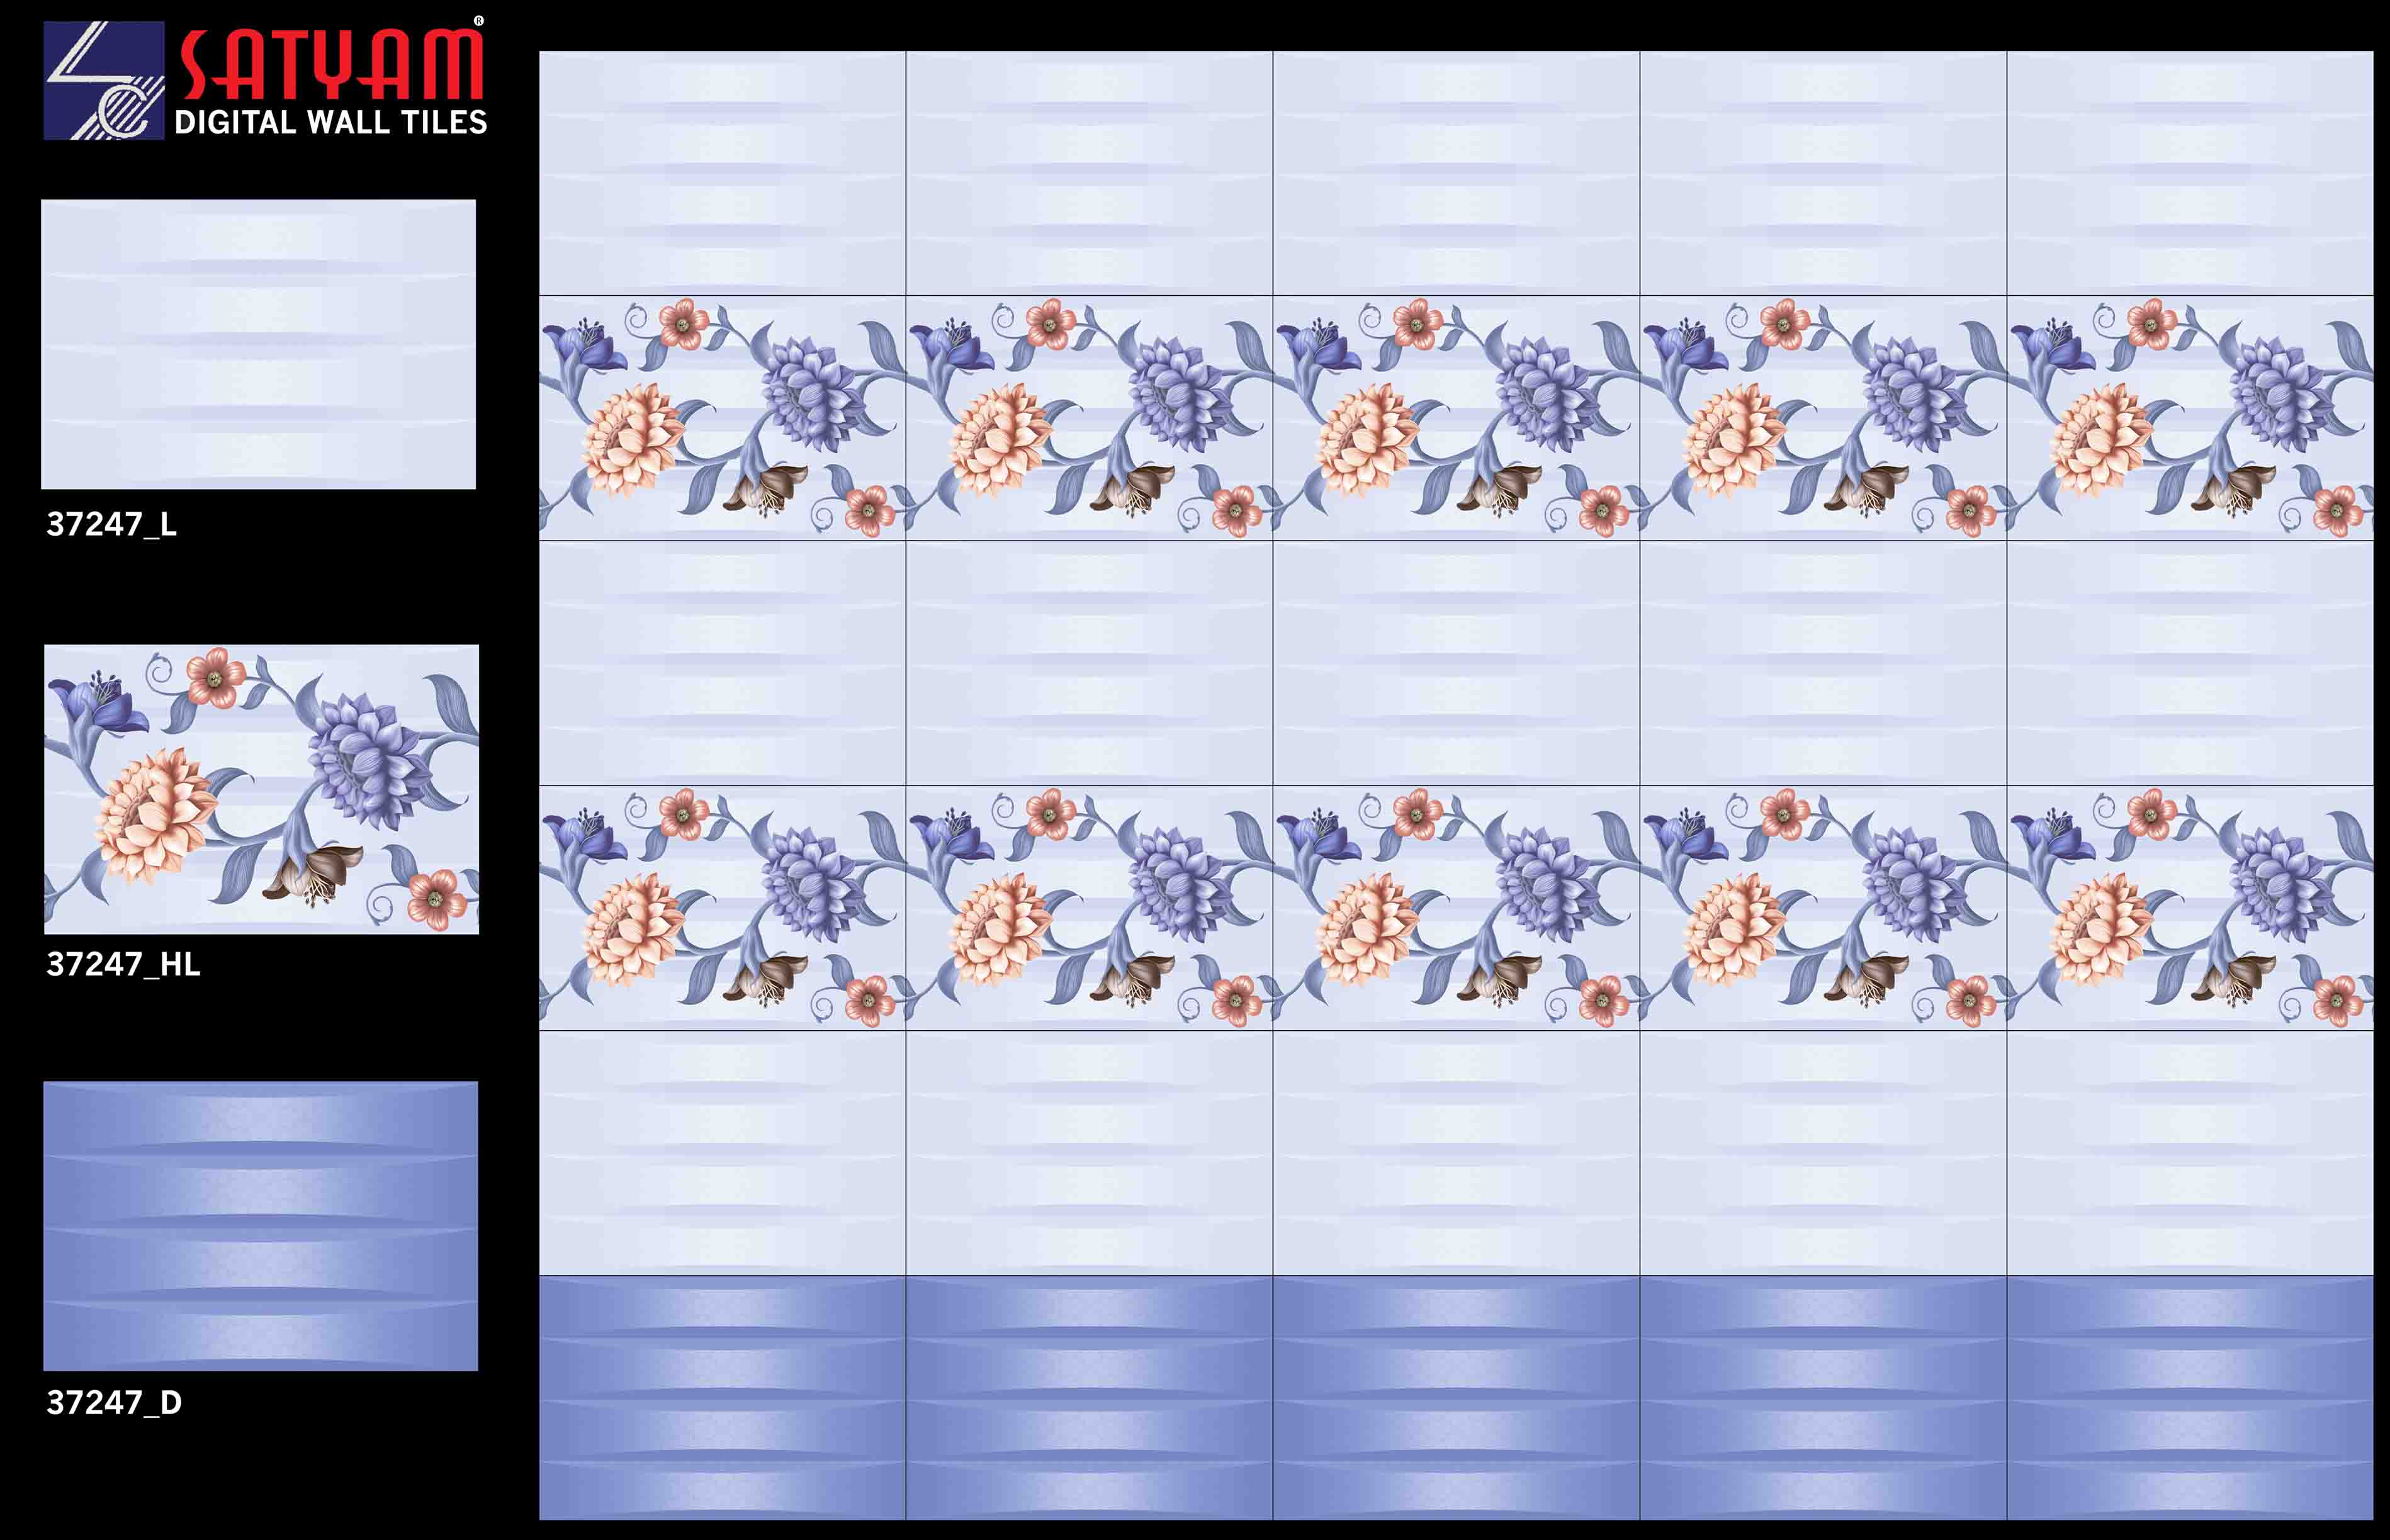 SATYAM®
DIGITAL WALL TILES
37247_L
37247_HL
37247_D